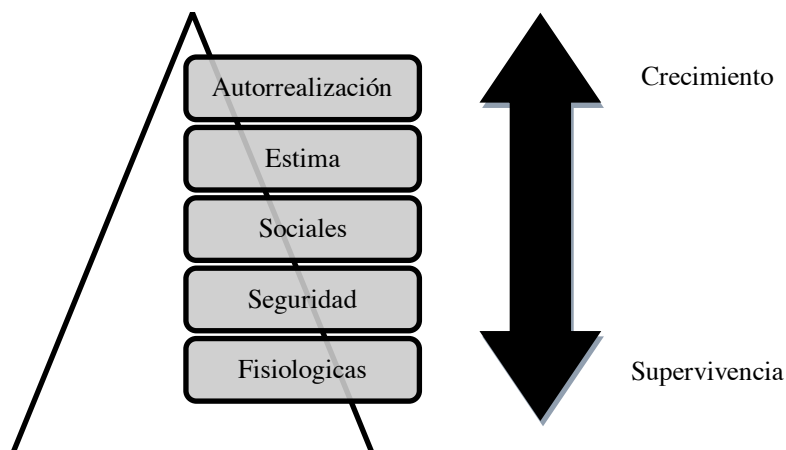 Autorrealización
Crecimiento
Estima
Sociales
Seguridad
Fisiologicas
Supervivencia